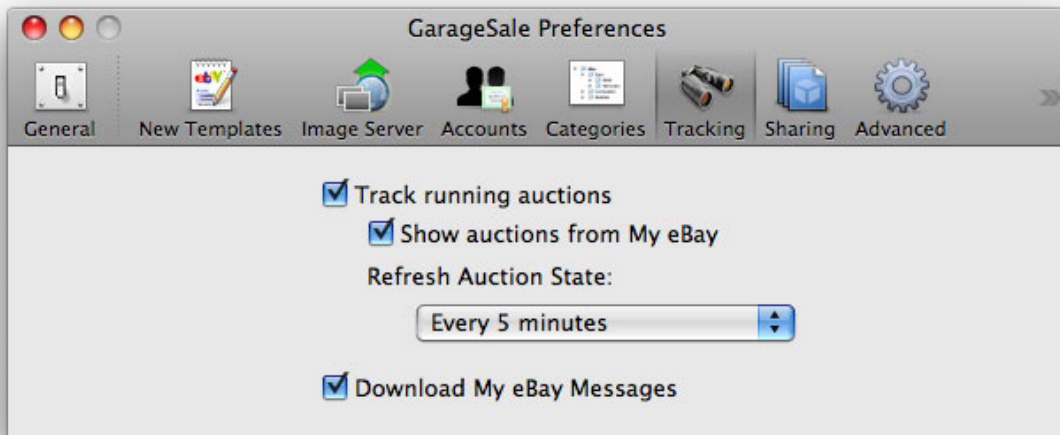 GarageSale Preferences
General New Templates Image Server Accounts Categories Tracking Sharing Advanced
Track running auctions
Show auctions from My eBay
Refresh Auction State:
Every 5 minutes
Download My eBay Messages